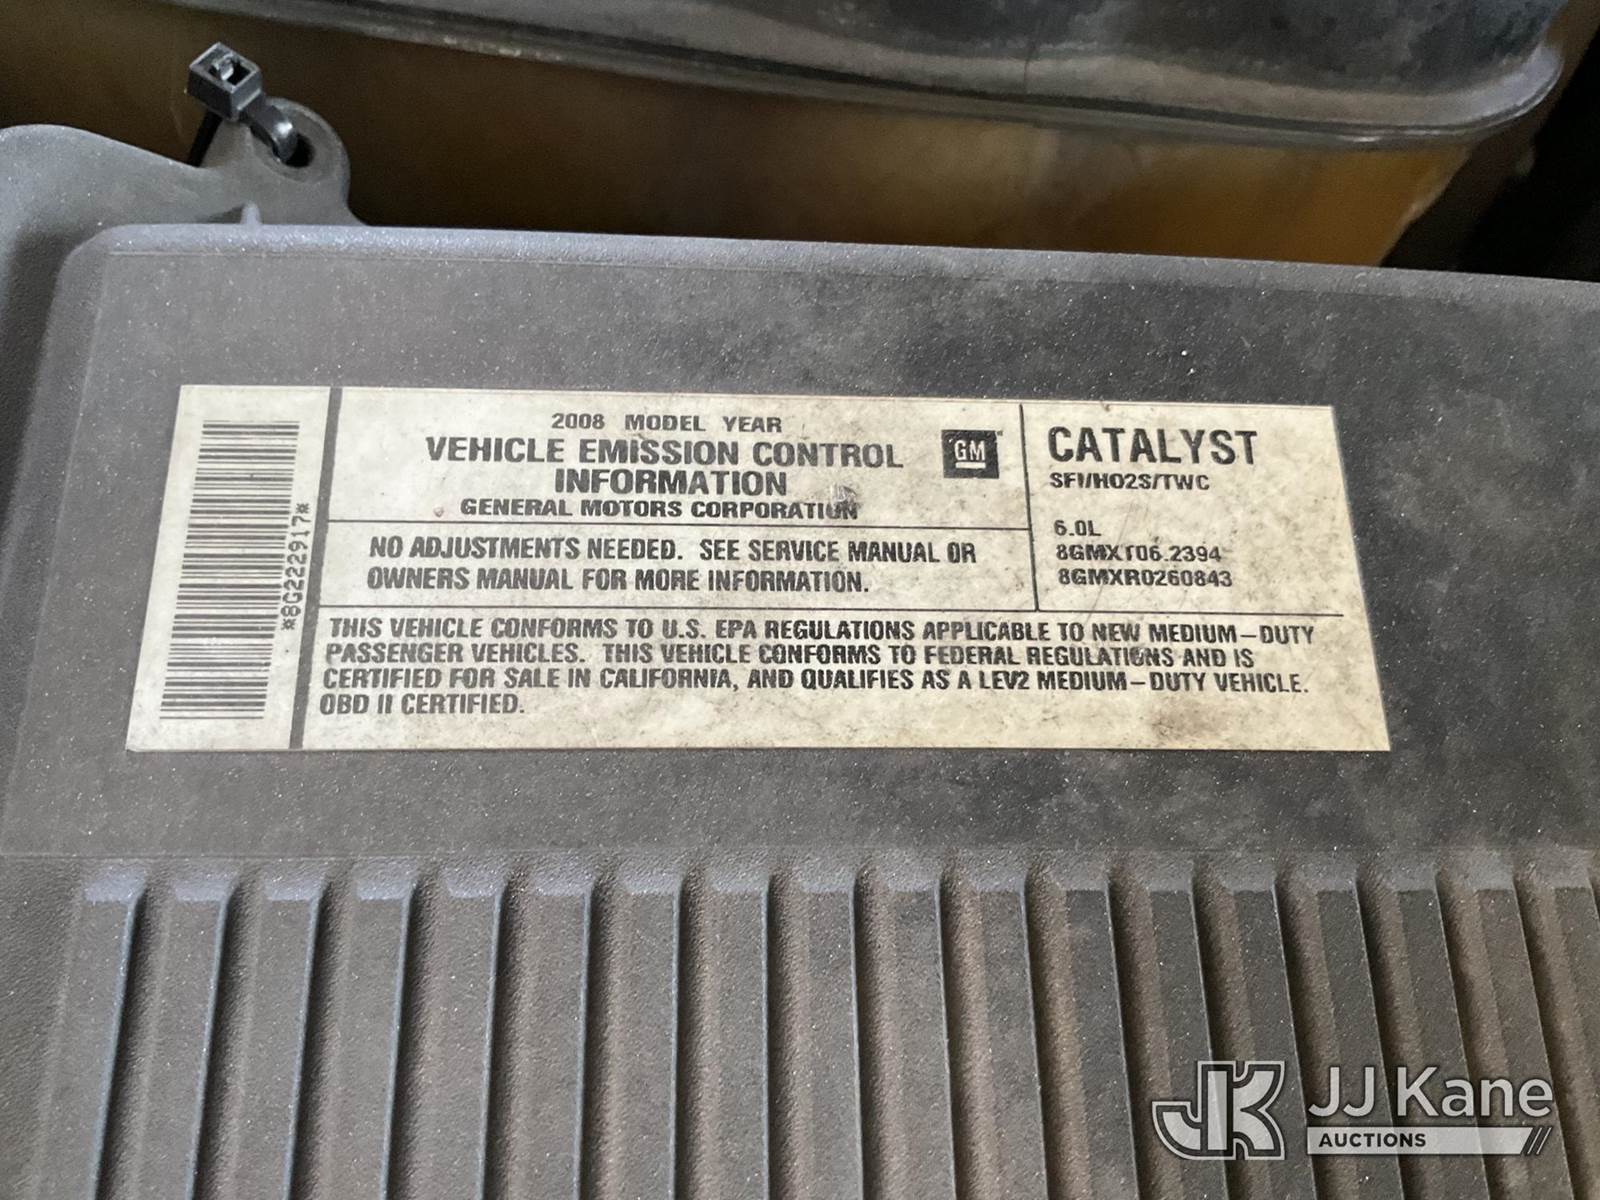 *8G222917*
2008 MODEL YEAR
VEHICLE EMISSION CONTROL
INFORMATION
GENERAL MOTORS CORPORATION
GM
NO ADJUSTMENTS NEEDED. SEE SERVICE MANUAL OR
OWNERS MANUAL FOR MORE INFORMATION.
CATALYST
SFI/HO2S/TWC
6.0L
8GMXT06.2394
8GMXR0260843
THIS VEHICLE CONFORMS TO U.S. EPA REGULATIONS APPLICABLE TO NEW MEDIUM-DUTY
PASSENGER VEHICLES. THIS VEHICLE CONFORMS TO FEDERAL REGULATIONS AND IS
CERTIFIED FOR SALE IN CALIFORNIA, AND QUALIFIES AS A LEV2 MEDIUM-DUTY VEHICLE.
OBD II CERTIFIED.
JK JJ Kane
AUCTIONS